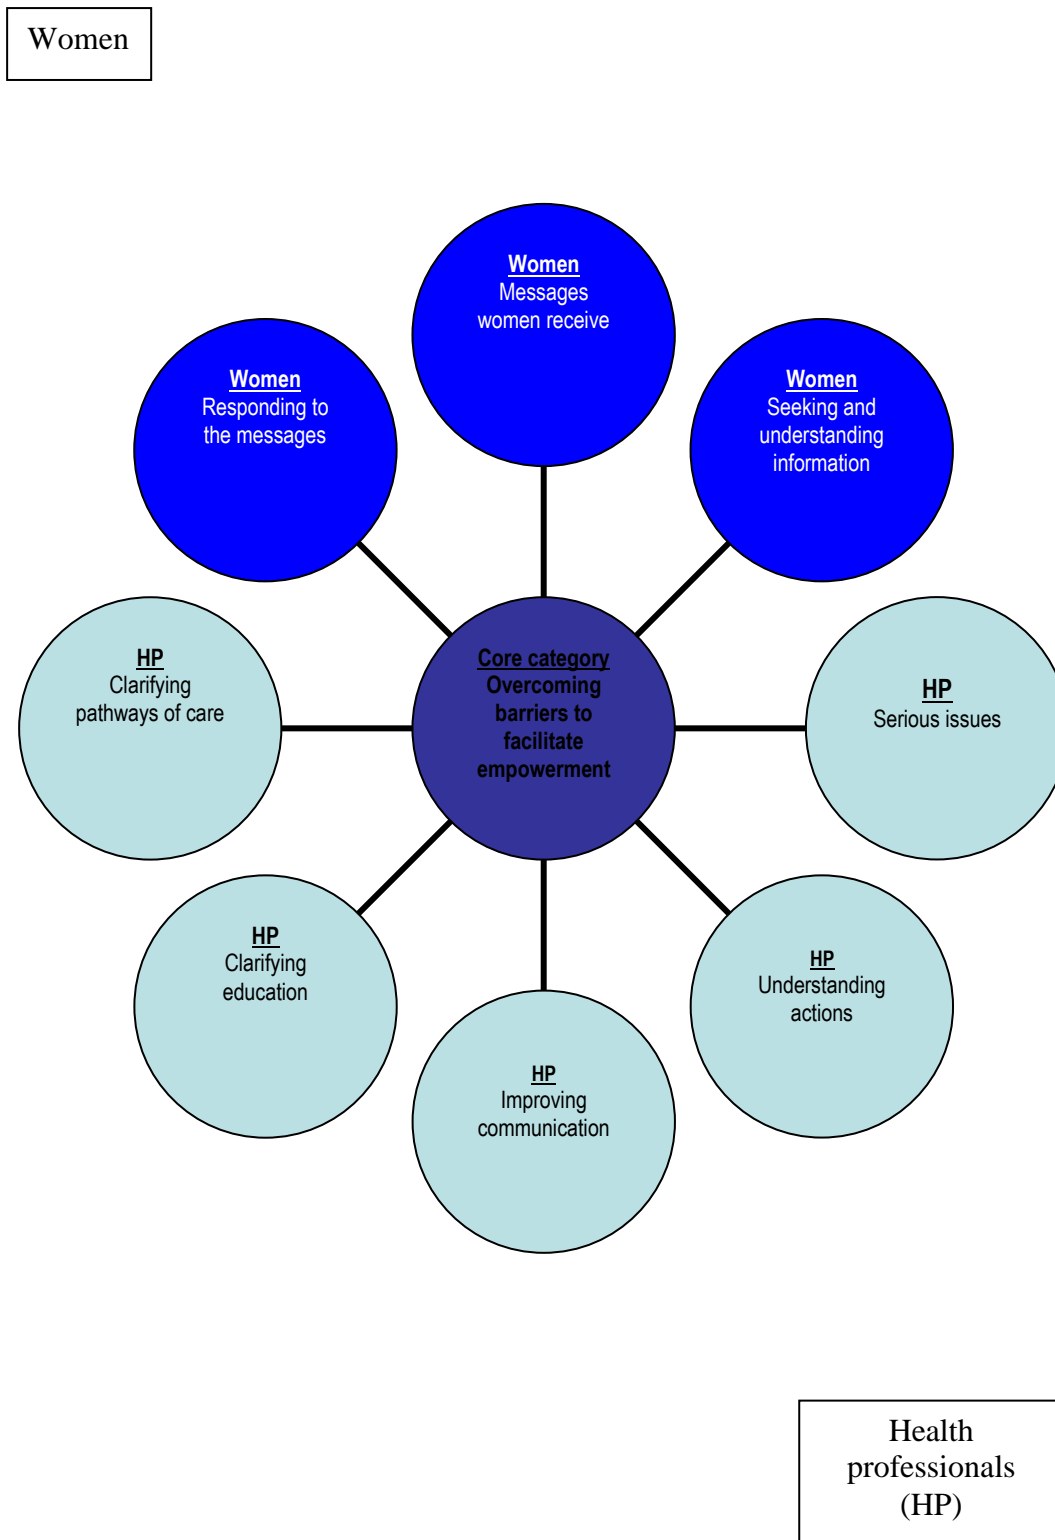 Women
Women
Messages
women receive
Women
Responding to
the messages
Women
Seeking and
understanding
information
HP
Clarifying
pathways of care
Core category
Overcoming
barriers to
facilitate
empowerment
HP
Serious issues
HP
Clarifying
education
HP
Understanding
actions
HP
Improving
communication
Health
professionals
(HP)